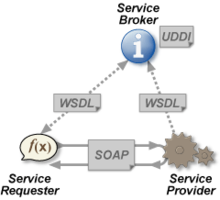 Service
Broker
UDDI
i
WSDL WSDL
f(x)
SOAP
Service Service
Requester Provider